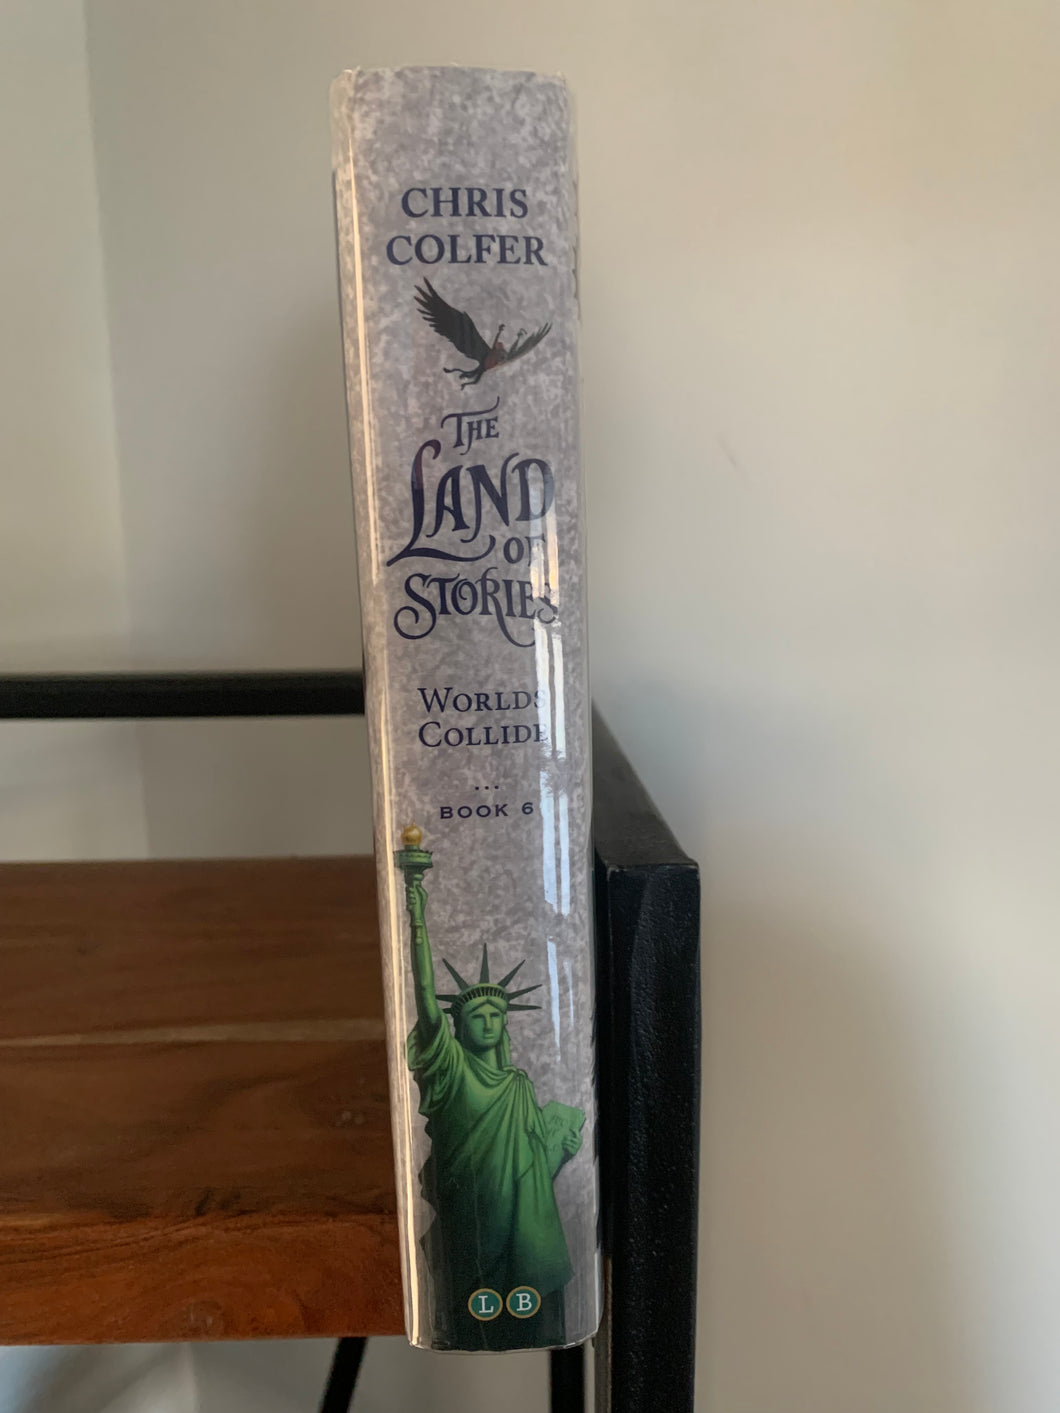 CHRIS
COLFER
THE
LAND
OF
STORIES
WORLDS
COLLIDE
...
BOOK 6
L B